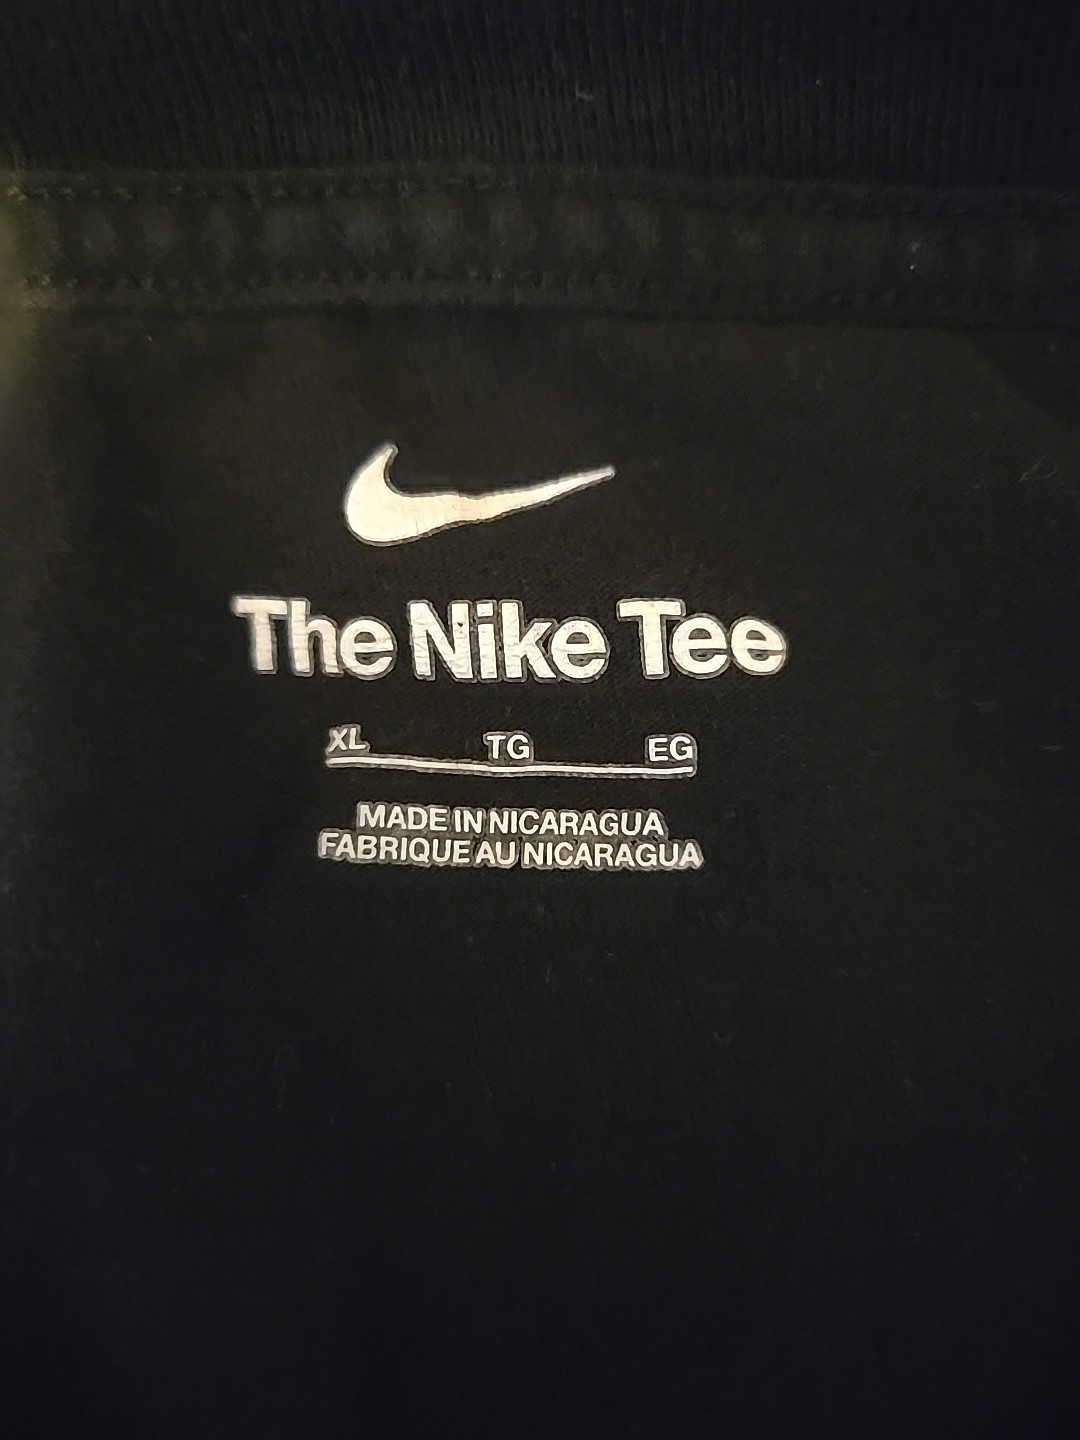 The Nike Tee
XL TG EG
MADE IN NICARAGUA
FABRIQUE AU NICARAGUA